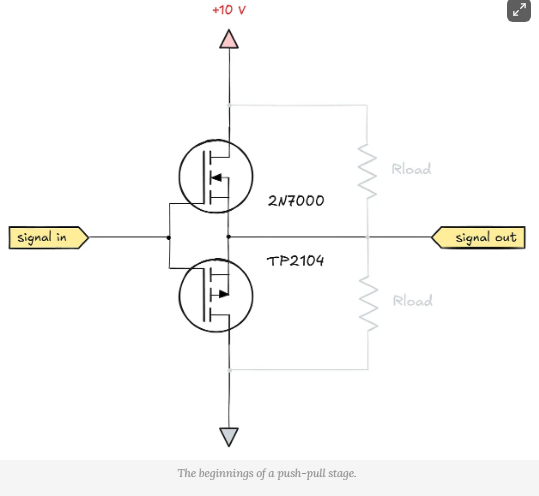 +10 V
Rload
2N7000
signal in
signal out
TP2104
Rload
The beginnings of a push-pull stage.